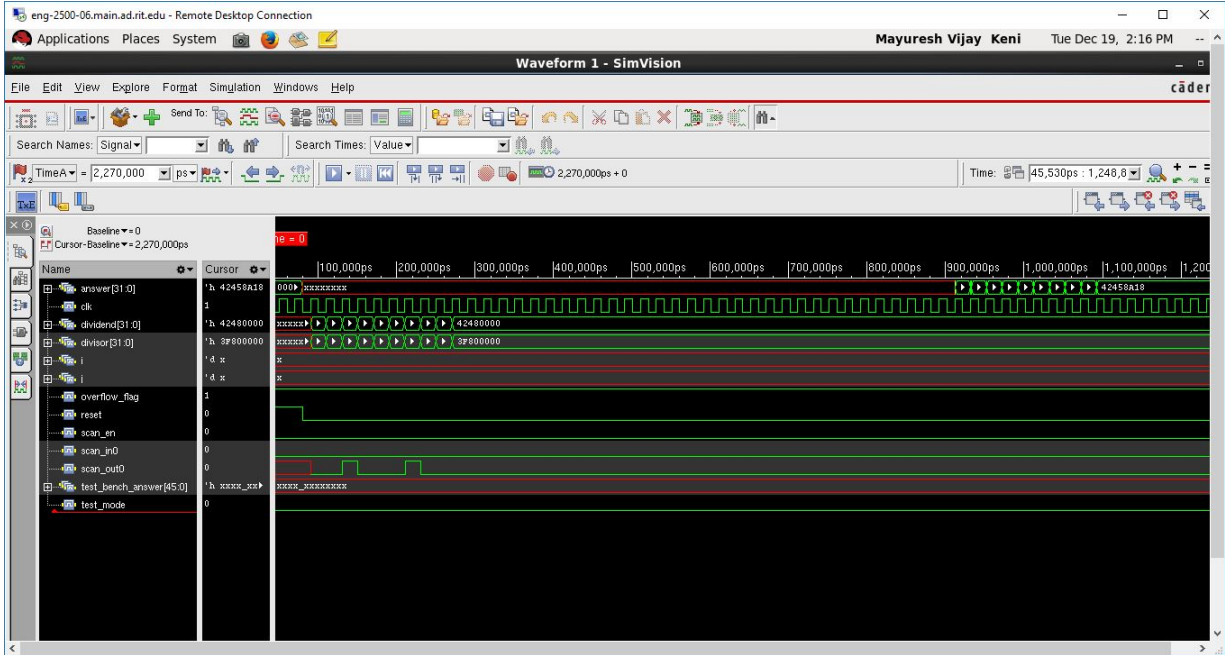 eng-2500-06.main.ad.rit.edu - Remote Desktop Connection
Applications Places System Mayuresh Vijay Keni Tue Dec 19, 2:16 PM --
Waveform 1 - SimVision
File Edit View Explore Format Simulation Windows Help cāder
Send To:
Search Names: Signal Search Times: Value
x2 TimeA = 2,270,000 ps 2,270,000ps + 0 Time: 45,530ps : 1,248,8
TxE
Baseline = 0
Cursor-Baseline = 2,270,000ps
ne = 0
Name Cursor 100,000ps 200,000ps 300,000ps 400,000ps 500,000ps 600,000ps 700,000ps 800,000ps 900,000ps 1,000,000ps 1,100,000ps 1,200
answer[31:0] 'h 42458A18 000 xxxxxxxx 42458A18
clk 1
dividend[31:0] 'h 42480000 xxxxx 42480000
divisor[31:0] 'h 3F800000 xxxxx 3F800000
i 'd x x
'd x x
overflow_flag 1
reset 0
scan_en 0
scan_in0 0
scan_out0 0
test_bench_answer[45:0] 'h xxxx_xx xxxx_xxxxxxxx
test_mode 0